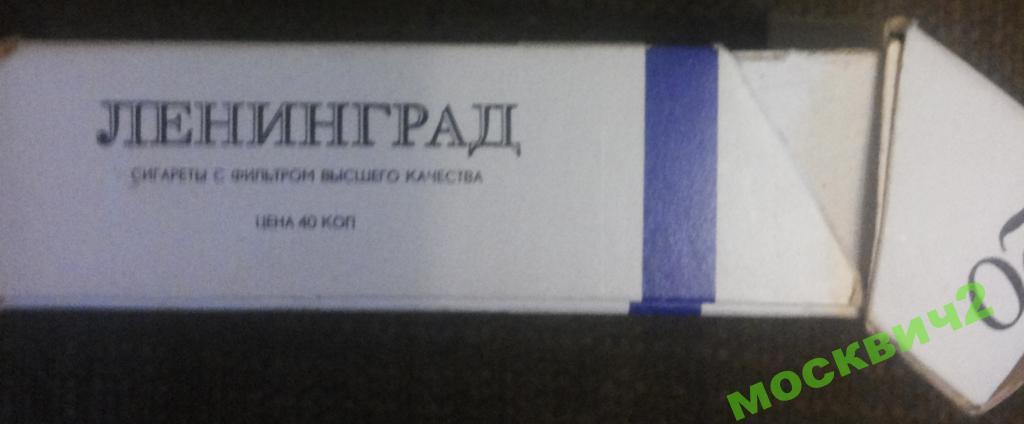 ЛЕНИНГРАД
СИГАРЕТЫ С ФИЛЬТРОМ ВЫСШЕГО КАЧЕСТВА
ЦЕНА 40 КОП
москвич2